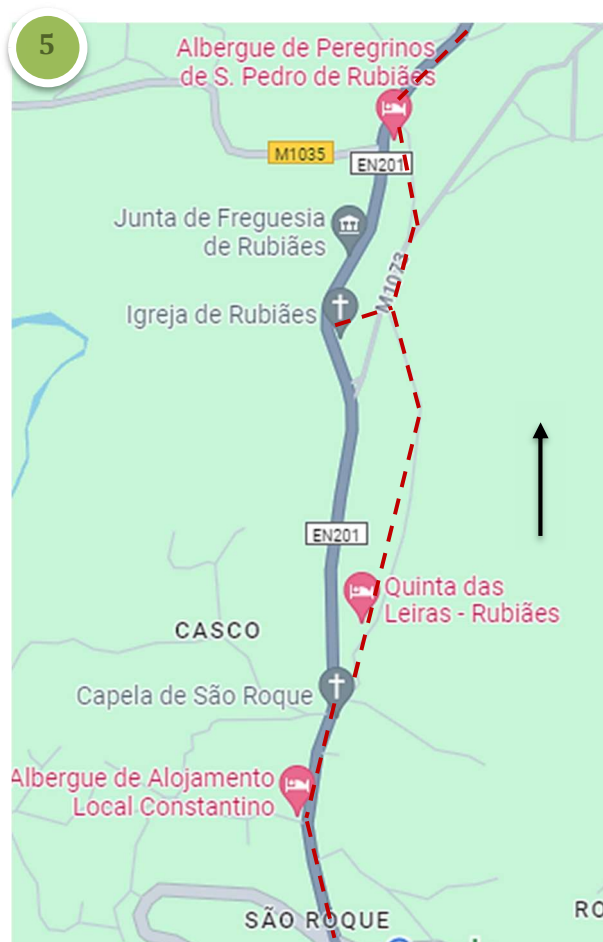 5
Albergue de Peregrinos
de S. Pedro de Rubiães
M1035
EN201
Junta de Freguesia
de Rubiães
M1073
Igreja de Rubiães
EN201
Quinta das
Leiras - Rubiães
CASCO
Capela de São Roque
Albergue de Alojamento
Local Constantino
SÃO ROQUE
RO